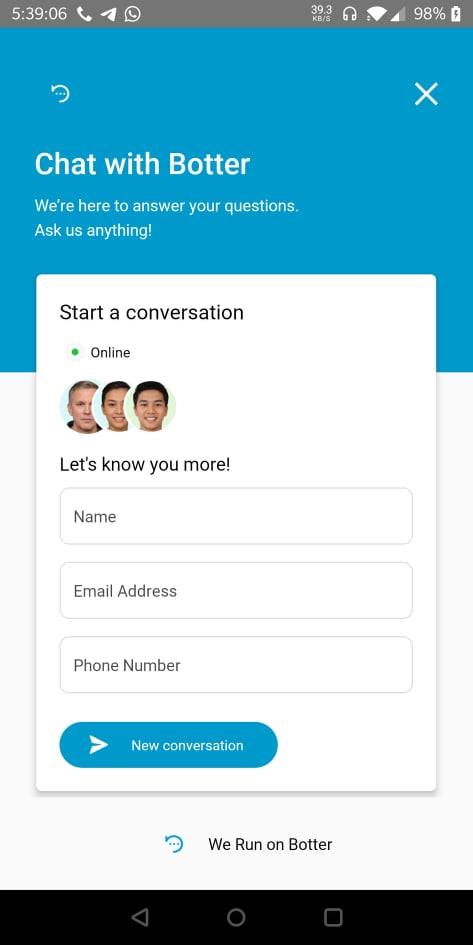 5:39:06 39.3 KB/S 98%
Chat with Botter
We're here to answer your questions.
Ask us anything!
Start a conversation
Online
Let's know you more!
Name
Email Address
Phone Number
New conversation
We Run on Botter